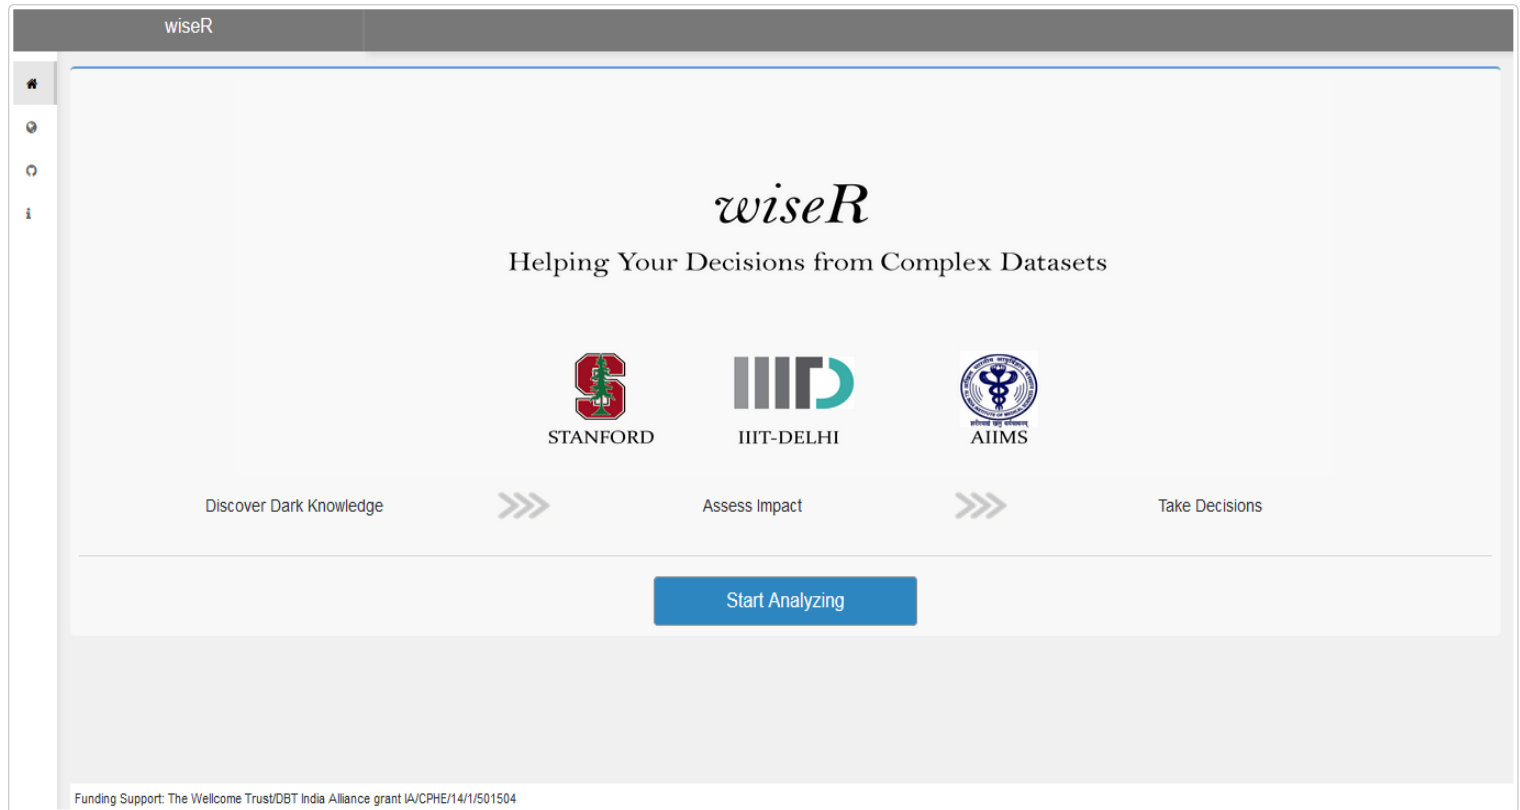 wiseR
wiseR
Helping Your Decisions from Complex Datasets
STANFORD
IIIT-DELHI
AIIMS
Discover Dark Knowledge
Assess Impact
Take Decisions
Start Analyzing
Funding Support: The Wellcome Trust/DBT India Alliance grant IA/CPHE/14/1/501504